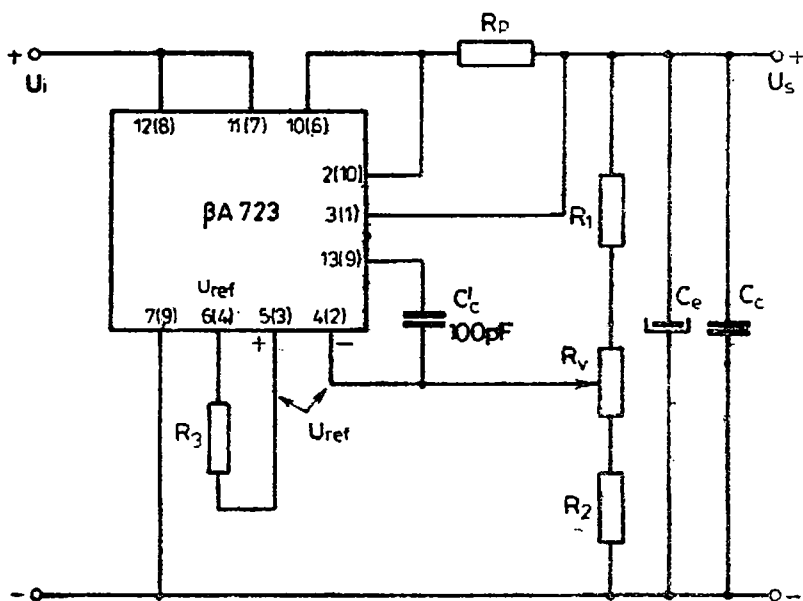 Rp
+ Ui
+ Us
12(8) 11(7) 10(6)
2(10]
βA 723
3(1)
R1
13(9)
Uref
C'c
100pF
Ce
Cc
7(9) 6(4) 5(3) 4(2)
+ −
Rv
R3
Uref
R2
− −